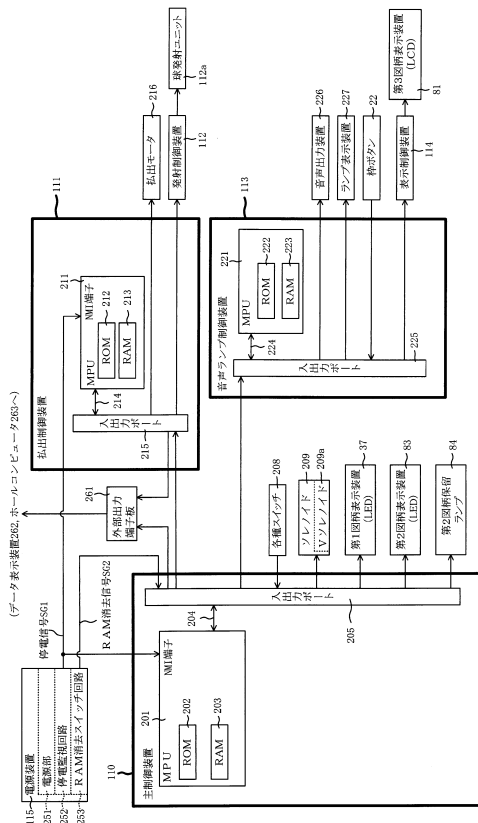 (データ表示装置262,ホールコンピュータ263へ)
115
電源装置
251
電源部
252
停電監視回路
253
RAM消去スイッチ回路
停電信号SG1
RAM消去信号SG2
261
外部出力
端子板
110
主制御装置
201
MPU
NMI端子
202
ROM
203
RAM
204
入出力ポート
205
各種スイッチ
208
ソレノイド
209
Vソレノイド
209a
第1図柄表示装置
(LED)
37
第2図柄表示装置
(LED)
83
第2図柄保留
ランプ
84
111
払出制御装置
211
MPU
NMI端子
212
ROM
213
RAM
214
入出力ポート
215
払出モータ
216
発射制御装置
112
球発射ユニット
112a
113
音声ランプ制御装置
221
MPU
222
ROM
223
RAM
224
入出力ポート
225
音声出力装置
226
ランプ表示装置
227
枠ボタン
22
表示制御装置
114
第3図柄表示装置
(LCD)
81